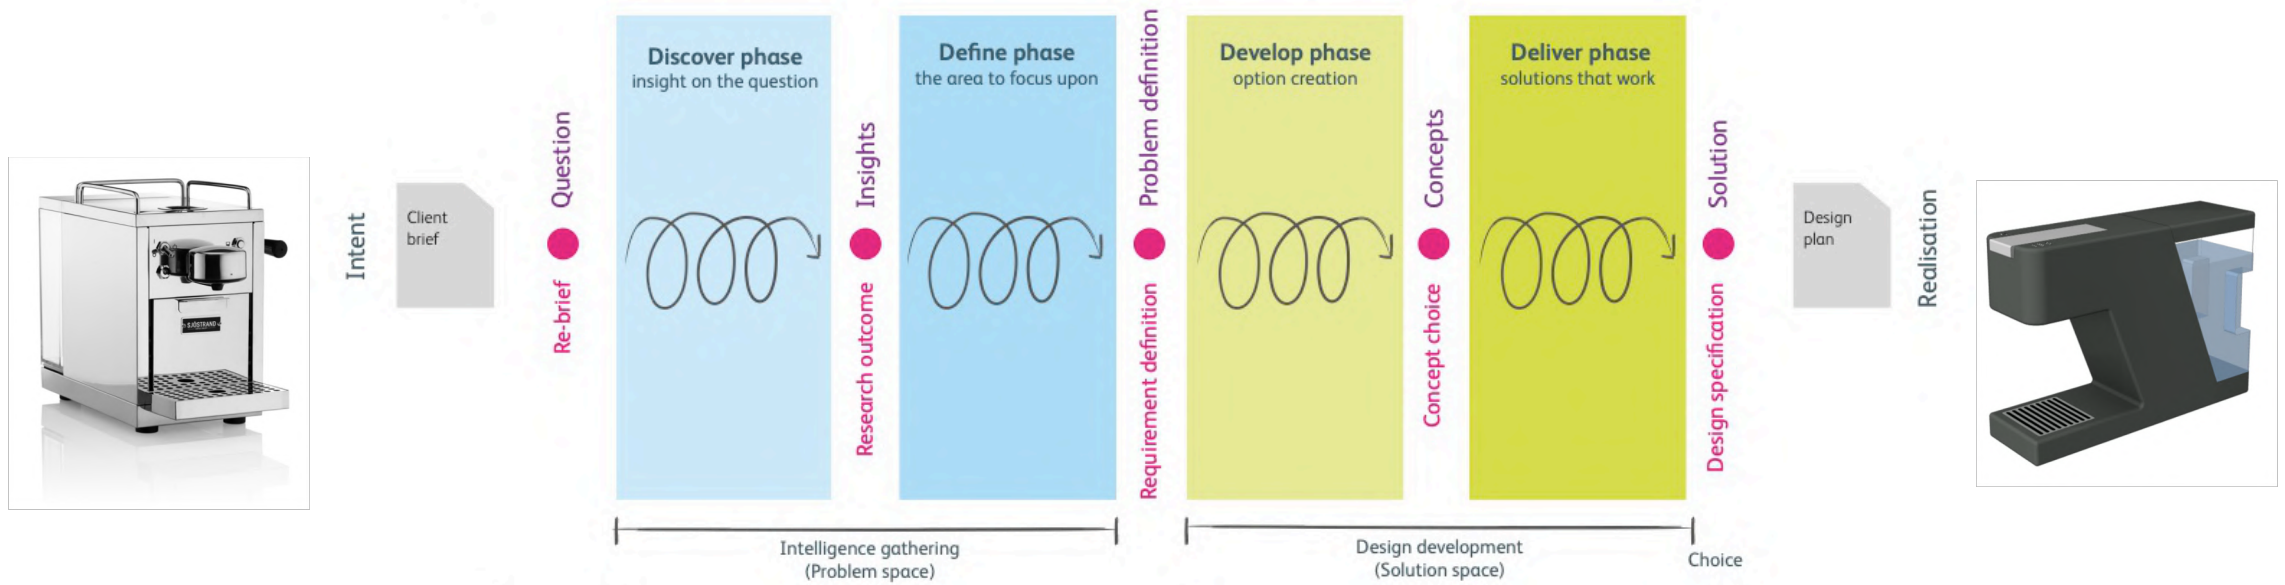 SJÖSTRAND
Intent
Client
brief
Question
Re-brief
Discover phase
insight on the question
Insights
Research outcome
Define phase
the area to focus upon
Problem definition
Requirement definition
Develop phase
option creation
Concepts
Concept choice
Deliver phase
solutions that work
Solution
Design specification
Design
plan
Realisation
Intelligence gathering
(Problem space)
Design development
(Solution space)
Choice